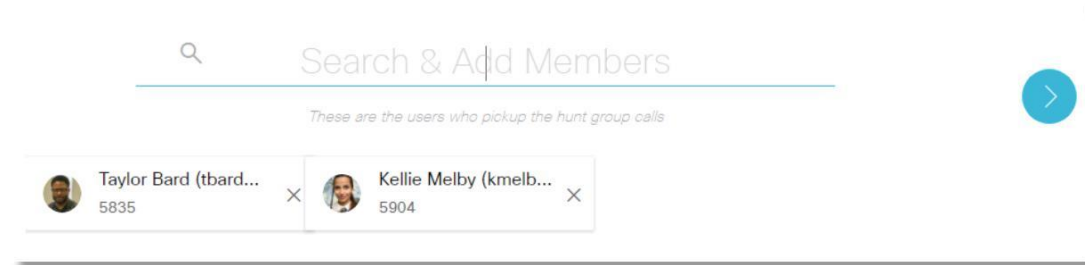 Search & Add Members
These are the users who pickup the hunt group calls
Taylor Bard (tbard...
5835
Kellie Melby (kmelb...
5904